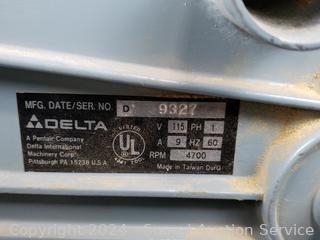 MFG. DATE/SER. NO. D 9327
DELTA
V 115 PH 1
A Pentair Company
A 9 HZ 60
Delta International
Machinery Corp.
RPM 4700
Pittsburgh PA 15238 U.S.A.
LISTED
UL
Made in Taiwan
Copyright 2024 Auction Service